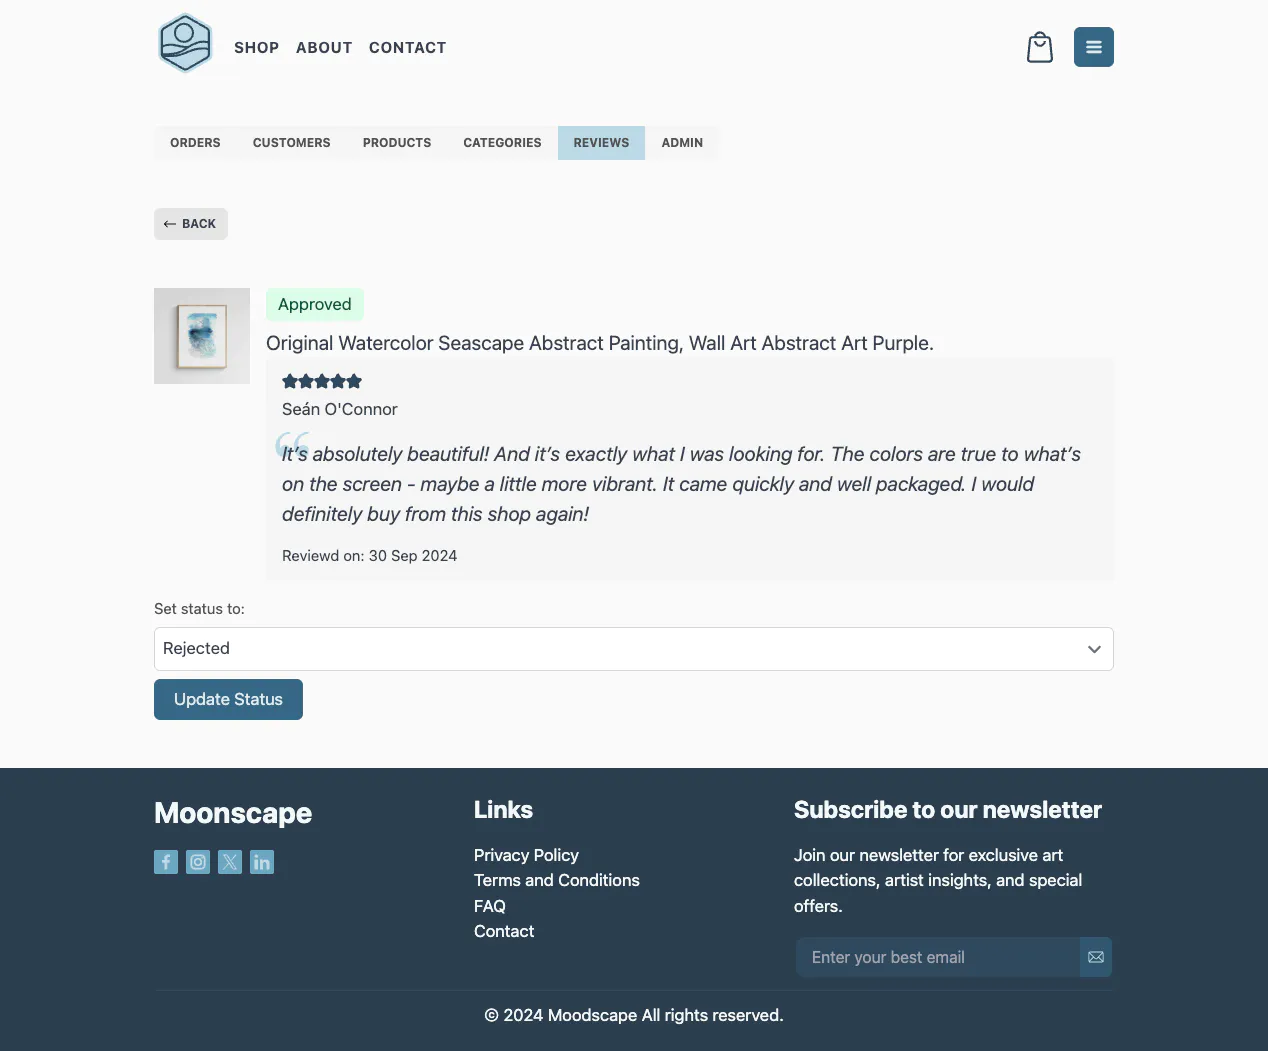 SHOP ABOUT CONTACT
ORDERS CUSTOMERS PRODUCTS CATEGORIES REVIEWS ADMIN
← BACK
Approved
Original Watercolor Seascape Abstract Painting, Wall Art Abstract Art Purple.
Seán O'Connor
“
It’s absolutely beautiful! And it’s exactly what I was looking for. The colors are true to what’s
on the screen - maybe a little more vibrant. It came quickly and well packaged. I would
definitely buy from this shop again!
Reviewd on: 30 Sep 2024
Set status to:
Rejected
Update Status
Moonscape
Links
Privacy Policy
Terms and Conditions
FAQ
Contact
Subscribe to our newsletter
Join our newsletter for exclusive art
collections, artist insights, and special
offers.
Enter your best email
© 2024 Moodscape All rights reserved.